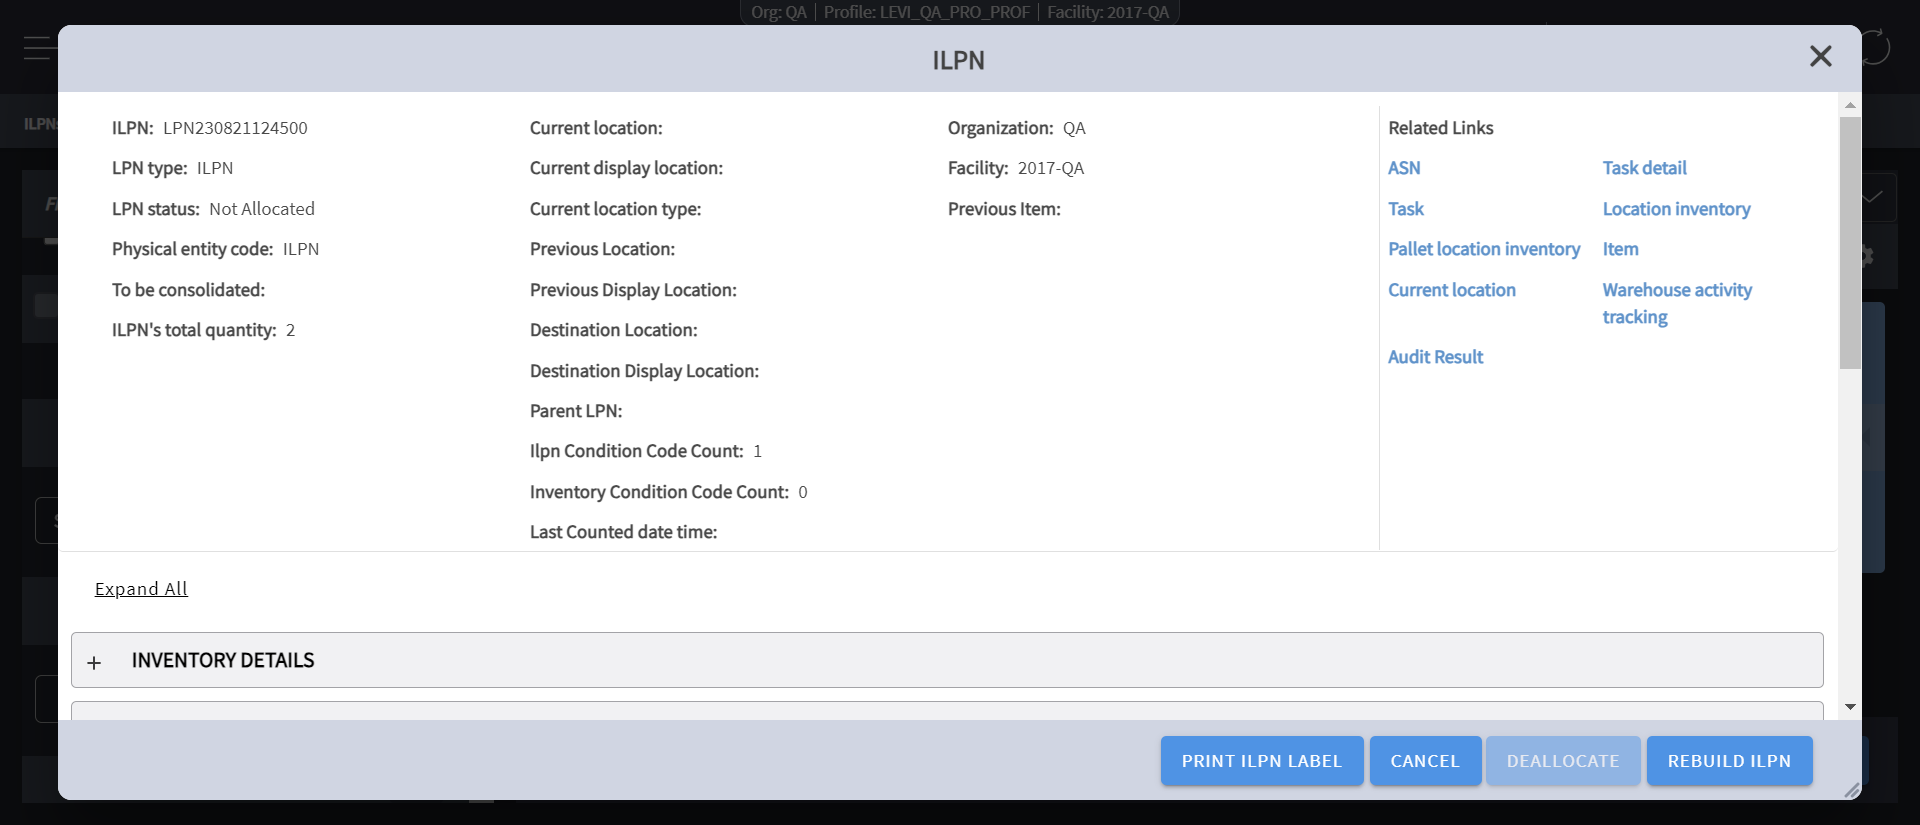 Org: QA | Profile: LEVI_QA_PRO_PROF | Facility: 2017-QA
ILPN
ILPN: LPN230821124500
LPN type: ILPN
LPN status: Not Allocated
Physical entity code: ILPN
To be consolidated:
ILPN's total quantity: 2
Current location:
Current display location:
Current location type:
Previous Location:
Previous Display Location:
Destination Location:
Destination Display Location:
Parent LPN:
Ilpn Condition Code Count: 1
Inventory Condition Code Count: 0
Last Counted date time:
Organization: QA
Facility: 2017-QA
Previous Item:
Related Links
ASN
Task detail
Task
Location inventory
Pallet location inventory
Item
Current location
Warehouse activity
tracking
Audit Result
Expand All
+ INVENTORY DETAILS
PRINT ILPN LABEL
CANCEL
DEALLOCATE
REBUILD ILPN